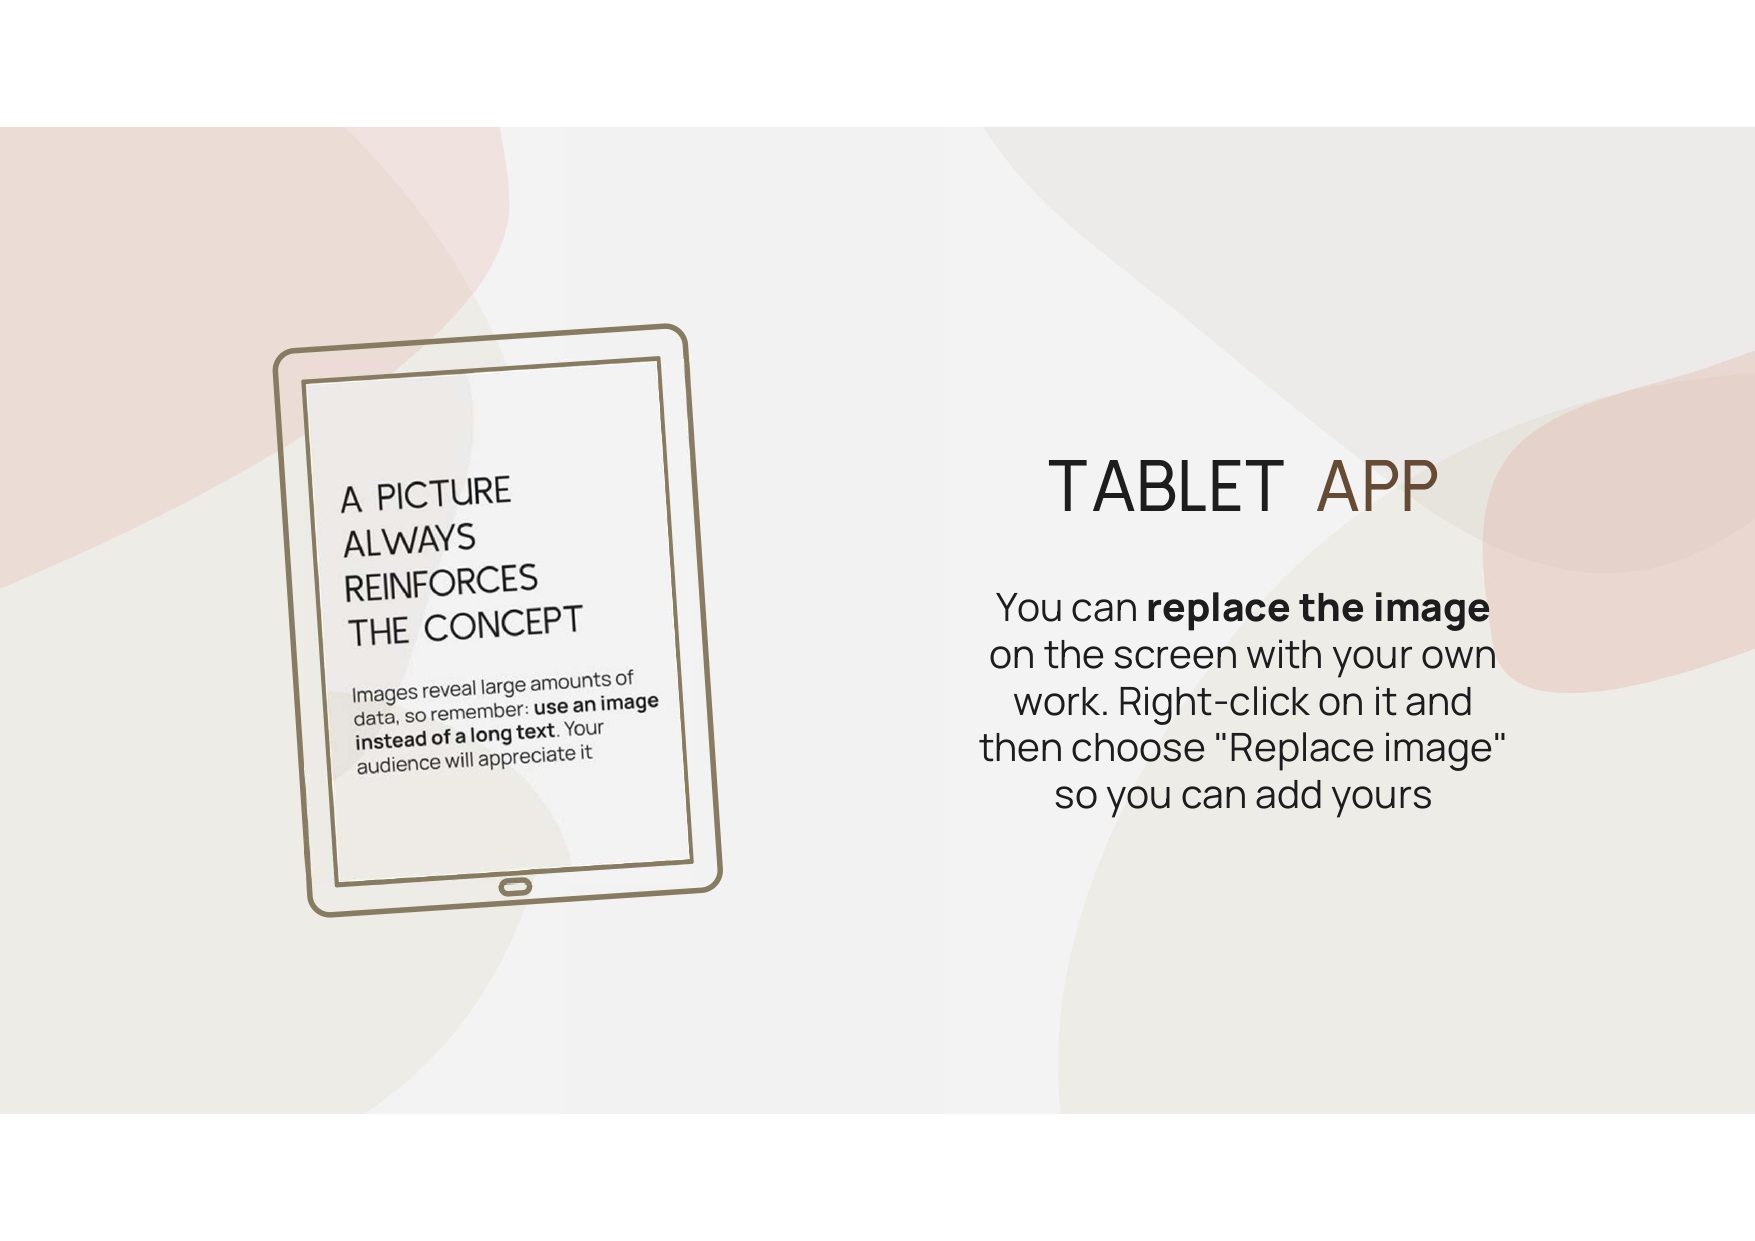 A PICTURE
ALWAYS
REINFORCES
THE CONCEPT
Images reveal large amounts of
data, so remember: use an image
instead of a long text. Your
audience will appreciate it
TABLET APP
You can replace the image
on the screen with your own
work. Right-click on it and
then choose "Replace image"
so you can add yours